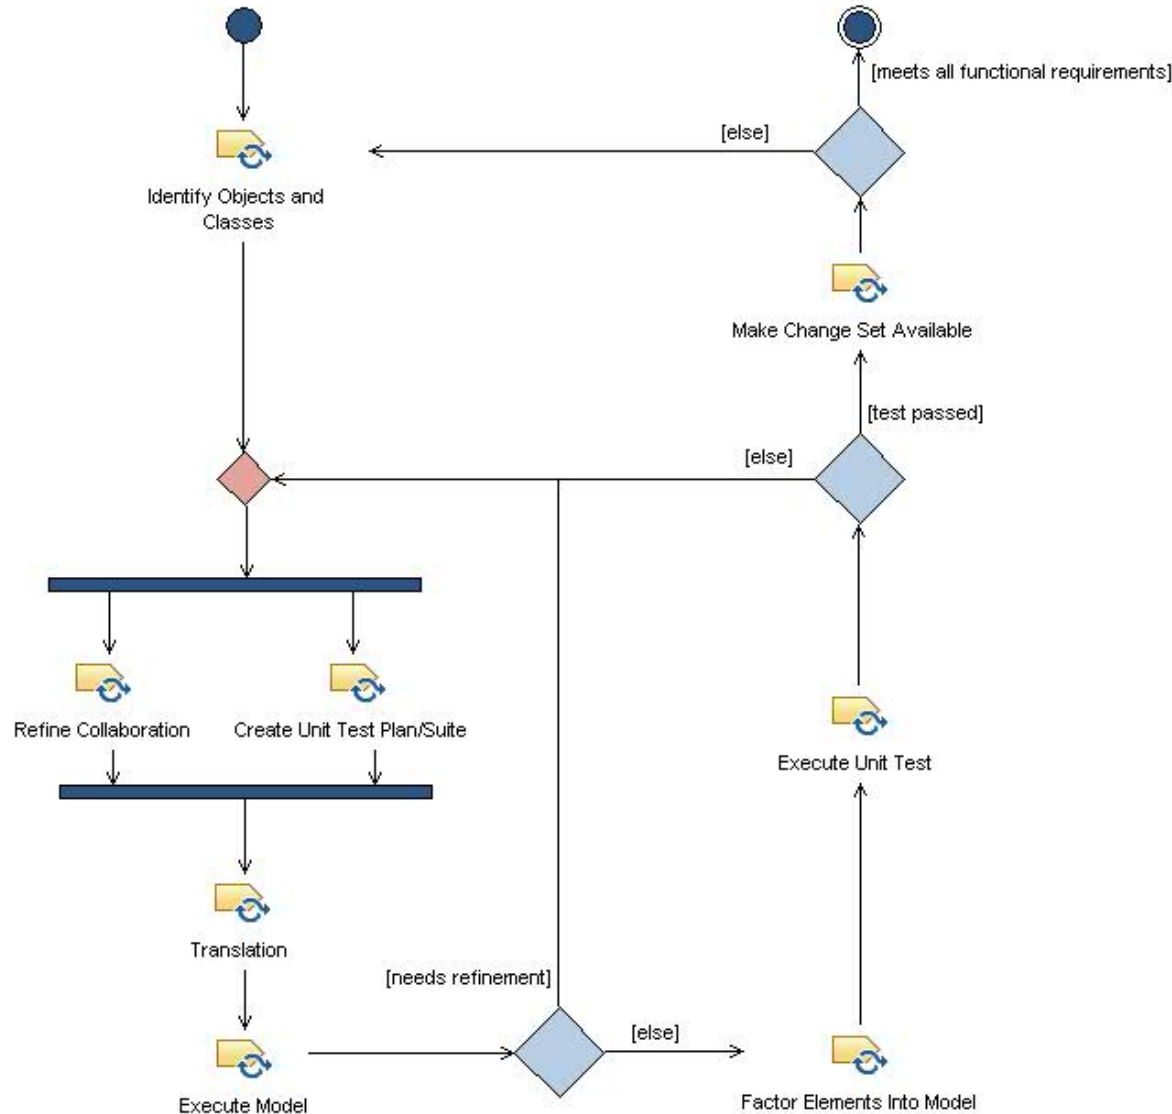 [meets all functional requirements]
[else]
Identify Objects and
Classes
Make Change Set Available
[test passed]
[else]
Refine Collaboration
Create Unit Test Plan/Suite
Execute Unit Test
Translation
[needs refinement]
[else]
Execute Model
Factor Elements Into Model